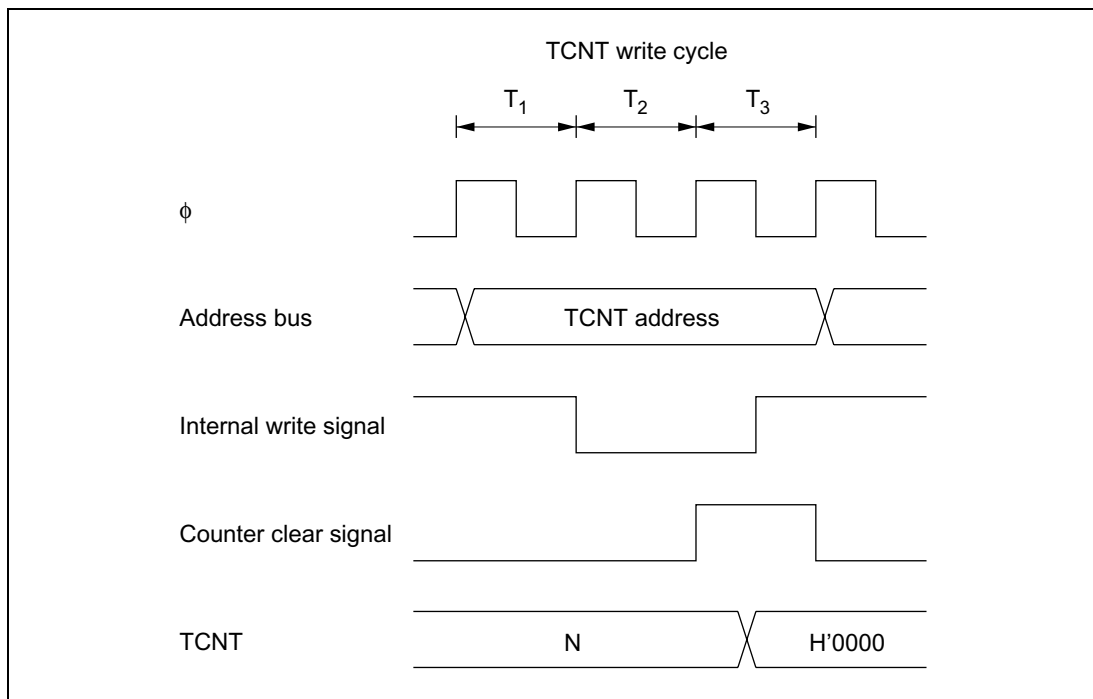 TCNT write cycle
T1 T2 T3
ϕ
Address bus TCNT address
Internal write signal
Counter clear signal
TCNT N H'0000